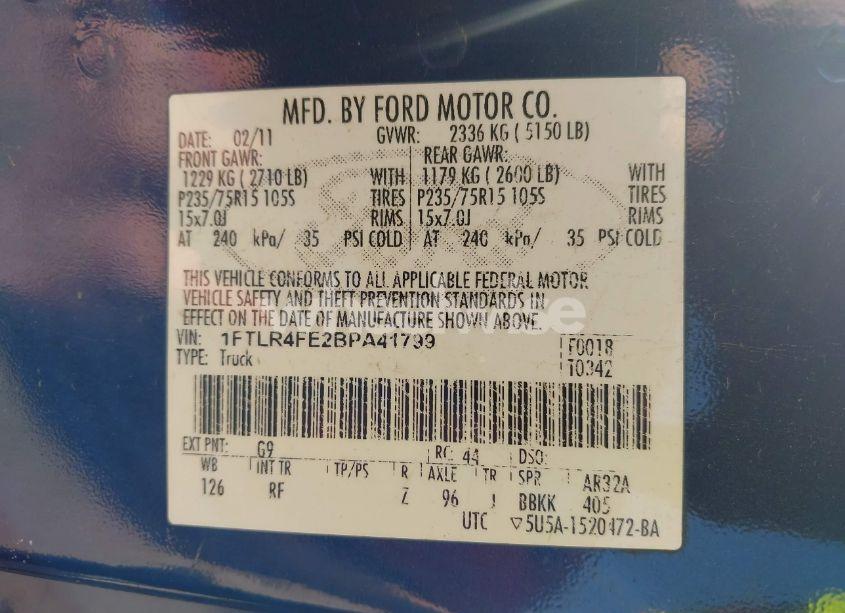 MFD. BY FORD MOTOR CO.
DATE: 02/11 GVWR: 2336 KG ( 5150 LB)
FRONT GAWR: REAR GAWR:
1229 KG ( 2710 LB) WITH 1179 KG ( 2600 LB) WITH
P235/75R15 105S TIRES P235/75R15 105S TIRES
15x7.0J RIMS 15x7.0J RIMS
AT 240 kPa/ 35 PSI COLD AT 240 kPa/ 35 PSI COLD
THIS VEHICLE CONFORMS TO ALL APPLICABLE FEDERAL MOTOR
VEHICLE SAFETY AND THEFT PREVENTION STANDARDS IN
EFFECT ON THE DATE OF MANUFACTURE SHOWN ABOVE.
VIN: 1FTLR4FE2BPA41799 F0018
TYPE: Truck T0342
EXT PNT: G9 RC: 44 DSO:
WB INT TR TP/PS R AXLE TR SPR AR32A
126 RF Z 96 J BBKK 405
UTC ▽5U5A-1520472-BA